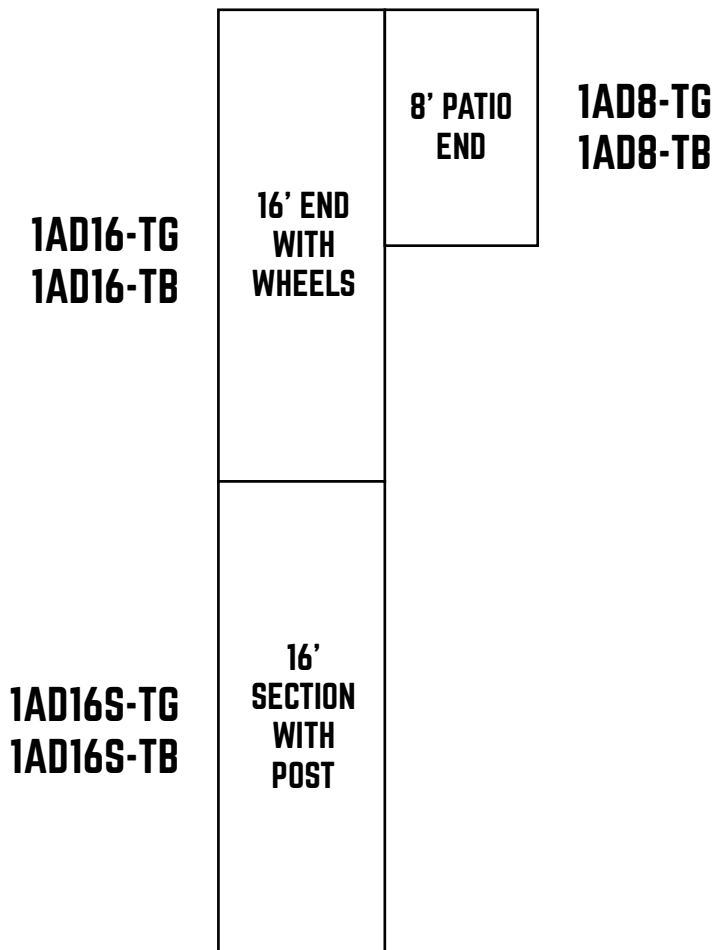 8’ PATIO
END
1AD8-TG
1AD8-TB
16’ END
WITH
WHEELS
1AD16-TG
1AD16-TB
16’
SECTION
WITH
POST
1AD16S-TG
1AD16S-TB